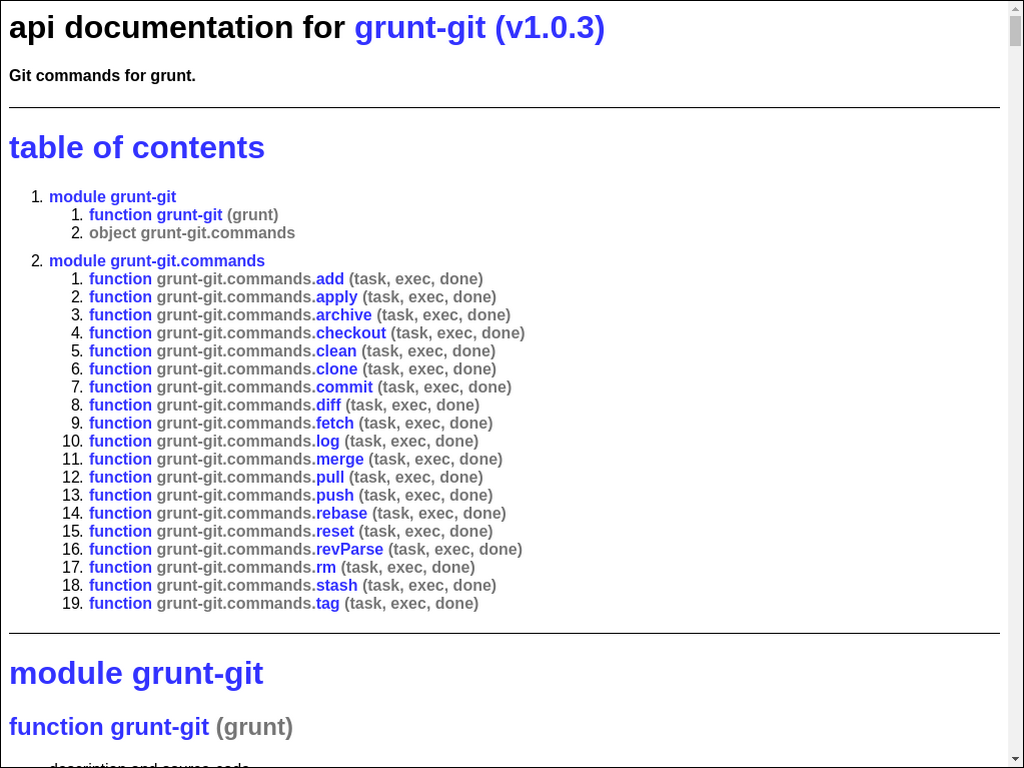 api documentation for grunt-git (v1.0.3)
Git commands for grunt.
table of contents
1. module grunt-git
1. function grunt-git (grunt)
2. object grunt-git.commands
2. module grunt-git.commands
1. function grunt-git.commands.add (task, exec, done)
2. function grunt-git.commands.apply (task, exec, done)
3. function grunt-git.commands.archive (task, exec, done)
4. function grunt-git.commands.checkout (task, exec, done)
5. function grunt-git.commands.clean (task, exec, done)
6. function grunt-git.commands.clone (task, exec, done)
7. function grunt-git.commands.commit (task, exec, done)
8. function grunt-git.commands.diff (task, exec, done)
9. function grunt-git.commands.fetch (task, exec, done)
10. function grunt-git.commands.log (task, exec, done)
11. function grunt-git.commands.merge (task, exec, done)
12. function grunt-git.commands.pull (task, exec, done)
13. function grunt-git.commands.push (task, exec, done)
14. function grunt-git.commands.rebase (task, exec, done)
15. function grunt-git.commands.reset (task, exec, done)
16. function grunt-git.commands.revParse (task, exec, done)
17. function grunt-git.commands.rm (task, exec, done)
18. function grunt-git.commands.stash (task, exec, done)
19. function grunt-git.commands.tag (task, exec, done)
module grunt-git
function grunt-git (grunt)
description and source-code